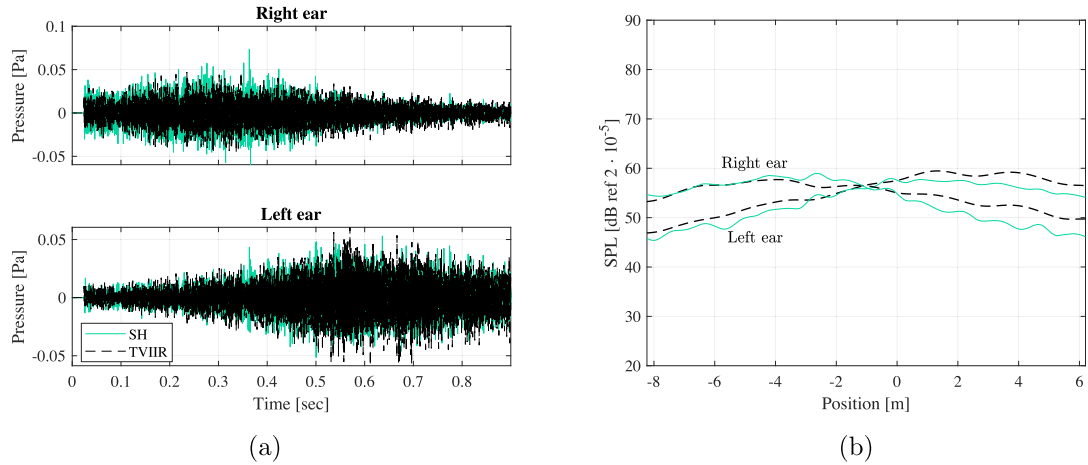 Right ear
0.1
0.05
0
-0.05
Pressure [Pa]
Left ear
0.05
0
-0.05
Pressure [Pa]
SH
TVIIR
0 0.1 0.2 0.3 0.4 0.5 0.6 0.7 0.8
Time [sec]
(a)
90
80
70
60
50
40
30
20
SPL [dB ref 2 · 10⁻⁵]
Right ear
Left ear
-8 -6 -4 -2 0 2 4 6
Position [m]
(b)